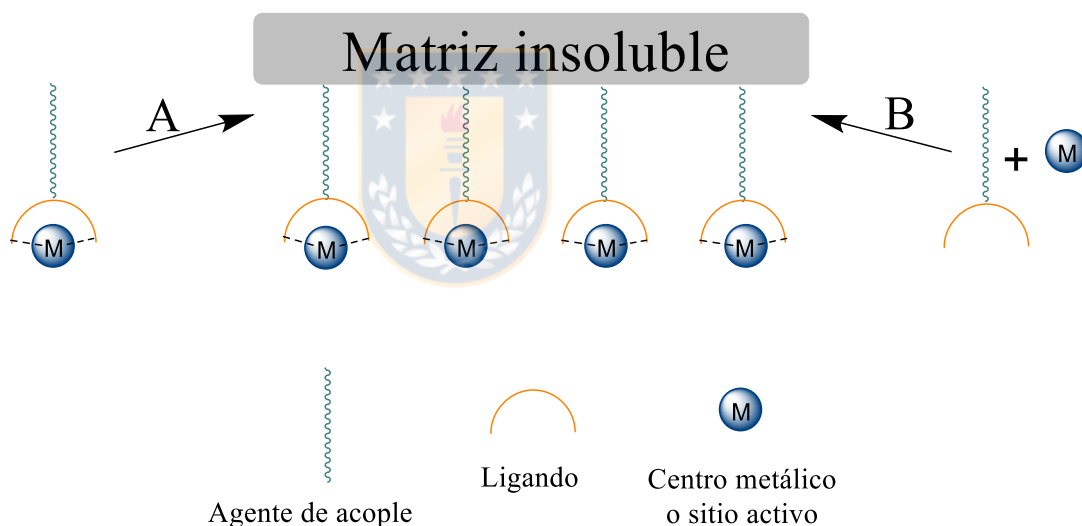 Matriz insoluble
A
B
M
+
M
M
M
M
M
Ligando
Centro metálico
o sitio activo
Agente de acople
M